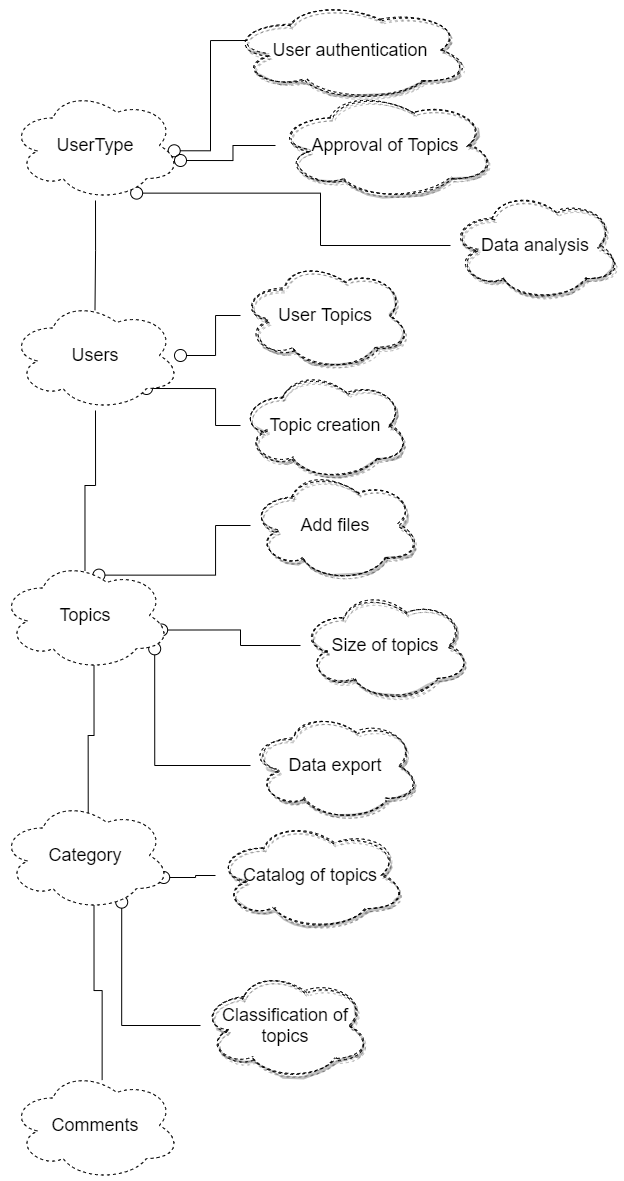 User authentication
UserType
Approval of Topics
Data analysis
User Topics
Users
Topic creation
Add files
Topics
Size of topics
Data export
Category
Catalog of topics
Classification of
topics
Comments